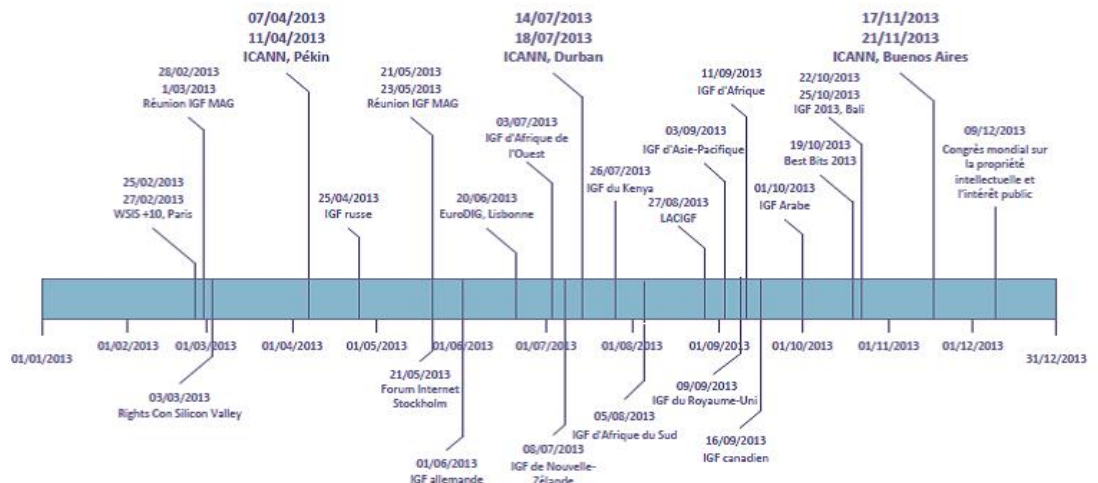 07/04/2013
11/04/2013
ICANN, Pékin
14/07/2013
18/07/2013
ICANN, Durban
17/11/2013
21/11/2013
ICANN, Buenos Aires
28/02/2013
1/03/2013
Réunion IGF MAG
21/05/2013
23/05/2013
Réunion IGF MAG
11/09/2013
IGF d'Afrique
22/10/2013
25/10/2013
IGF 2013, Bali
03/07/2013
IGF d'Afrique de
l'Ouest
03/09/2013
IGF d'Asie-Pacifique
19/10/2013
Best Bits 2013
09/12/2013
Congrès mondial sur
la propriété
intellectuelle et
l'intérêt public
25/02/2013
27/02/2013
WSIS +10, Paris
25/04/2013
IGF russe
20/06/2013
EuroDIG, Lisbonne
26/07/2013
IGF du Kenya
27/08/2013
LACIGF
01/10/2013
IGF Arabe
01/01/2013
01/02/2013
01/03/2013
01/04/2013
01/05/2013
01/06/2013
01/07/2013
01/08/2013
01/09/2013
01/10/2013
01/11/2013
01/12/2013
31/12/2013
03/03/2013
Rights Con Silicon Valley
21/05/2013
Forum Internet
Stockholm
01/06/2013
IGF allemande
08/07/2013
IGF de Nouvelle-
Zélande
05/08/2013
IGF d'Afrique du Sud
09/09/2013
IGF du Royaume-Uni
16/09/2013
IGF canadien